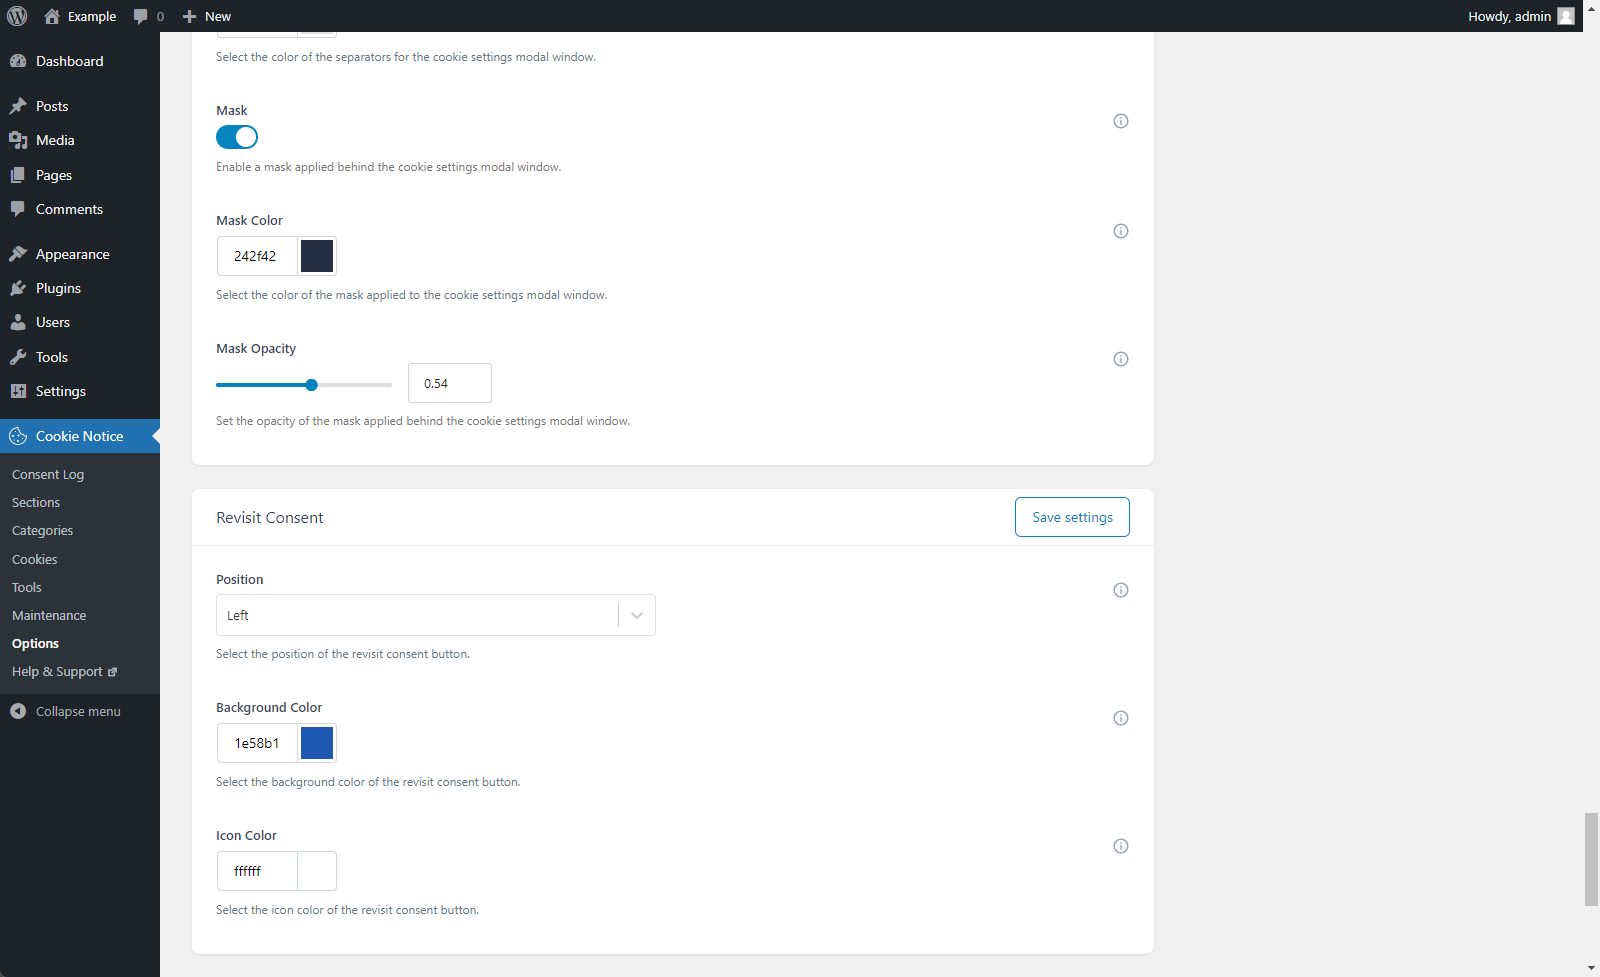 Example
0
New
Howdy, admin
Dashboard
Posts
Media
Pages
Comments
Appearance
Plugins
Users
Tools
Settings
Cookie Notice
Consent Log
Sections
Categories
Cookies
Tools
Maintenance
Options
Help & Support
Collapse menu
Select the color of the separators for the cookie settings modal window.
Mask
Enable a mask applied behind the cookie settings modal window.
Mask Color
242f42
Select the color of the mask applied to the cookie settings modal window.
Mask Opacity
0.54
Set the opacity of the mask applied behind the cookie settings modal window.
Revisit Consent
Save settings
Position
Left
Select the position of the revisit consent button.
Background Color
1e58b1
Select the background color of the revisit consent button.
Icon Color
ffffff
Select the icon color of the revisit consent button.